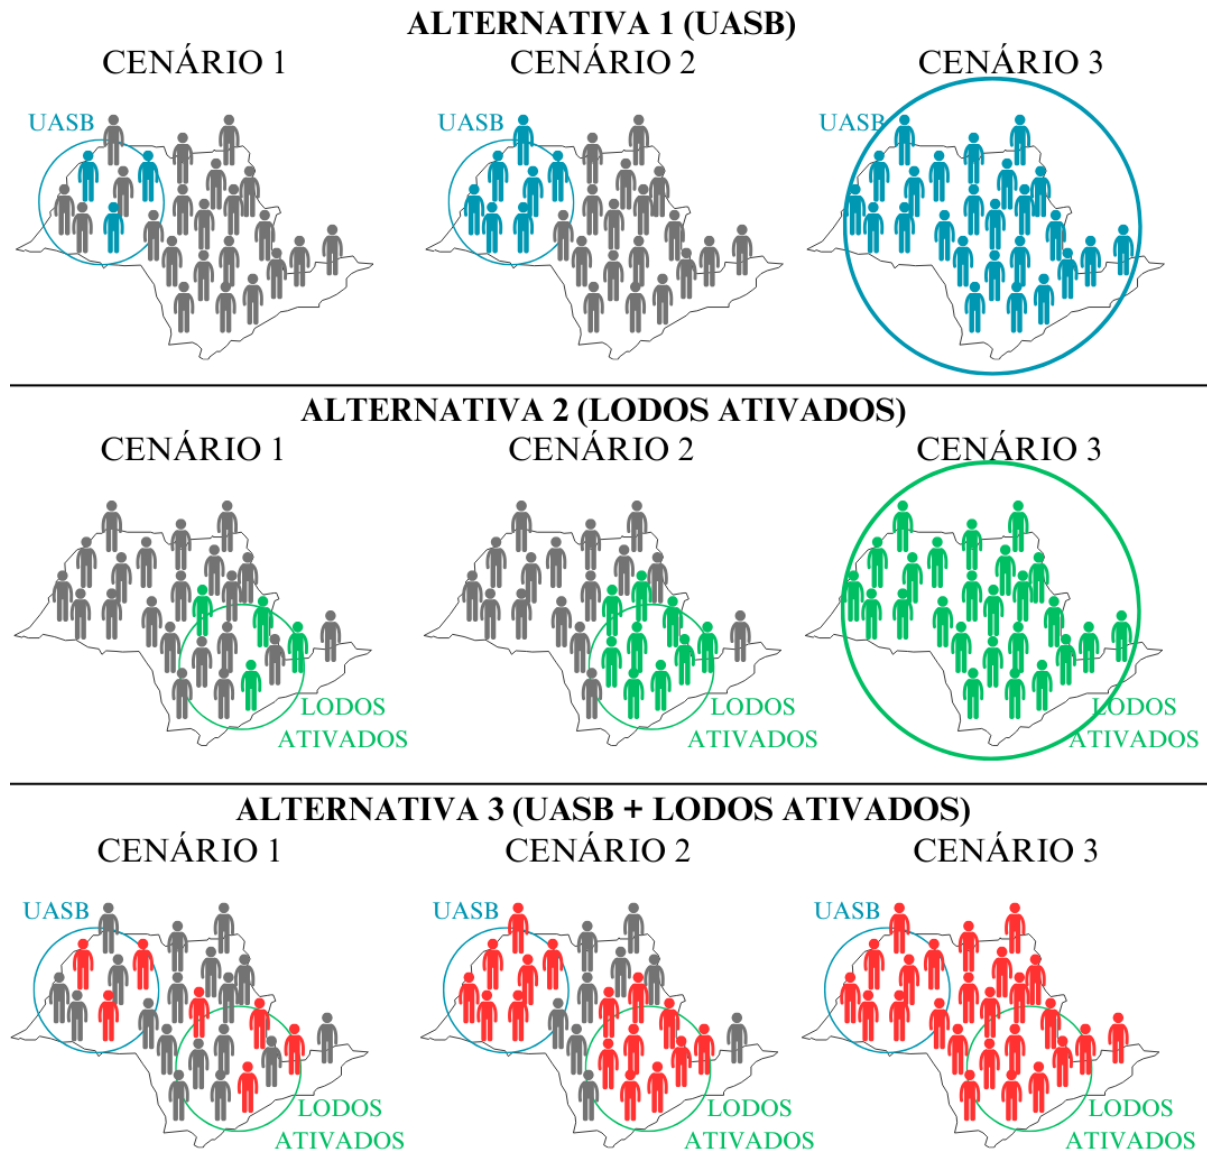 ALTERNATIVA 1 (UASB)
CENÁRIO 1
CENÁRIO 2
CENÁRIO 3
UASB
UASB
UASB
ALTERNATIVA 2 (LODOS ATIVADOS)
CENÁRIO 1
CENÁRIO 2
CENÁRIO 3
LODOS
ATIVADOS
LODOS
ATIVADOS
LODOS
ATIVADOS
ALTERNATIVA 3 (UASB + LODOS ATIVADOS)
CENÁRIO 1
CENÁRIO 2
CENÁRIO 3
UASB
UASB
UASB
LODOS
ATIVADOS
LODOS
ATIVADOS
LODOS
ATIVADOS